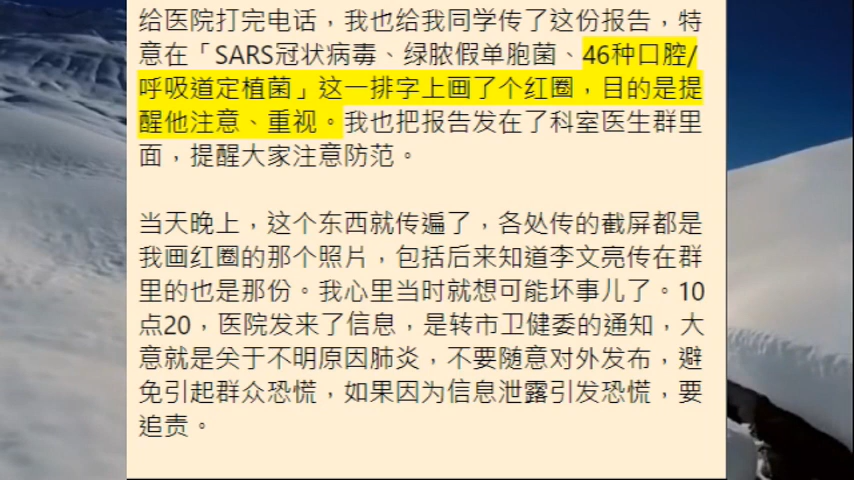 给医院打完电话，我也给我同学传了这份报告，特
意在「SARS冠状病毒、绿脓假单胞菌、46种口腔/
呼吸道定植菌」这一排字上画了个红圈，目的是提
醒他注意、重视。我也把报告发在了科室医生群里
面，提醒大家注意防范。
当天晚上，这个东西就传遍了，各处传的截屏都是
我画红圈的那个照片，包括后来知道李文亮传在群
里的也是那份。我心里当时就想可能坏事儿了。10
点20，医院发来了信息，是转市卫健委的通知，大
意就是关于不明原因肺炎，不要随意对外发布，避
免引起群众恐慌，如果因为信息泄露引发恐慌，要
追责。